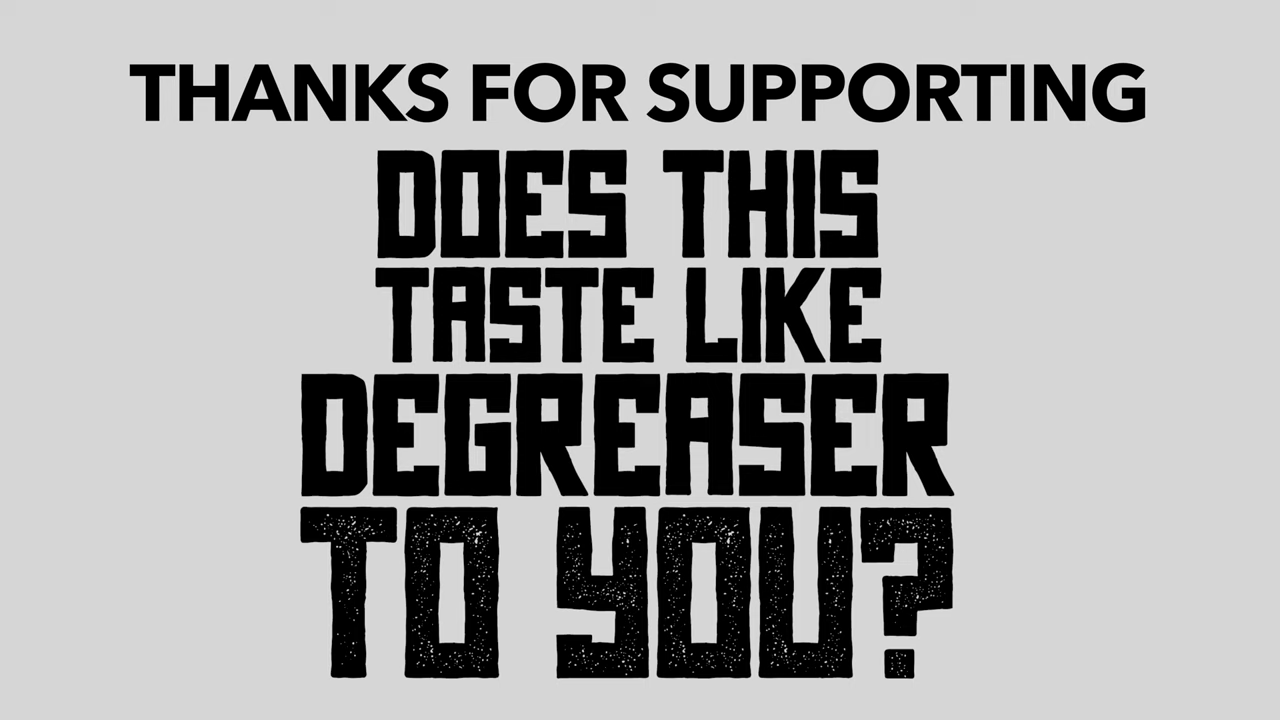 THANKS FOR SUPPORTING
DOES THIS
TASTE LIKE
DEGREASER
TO YOU?